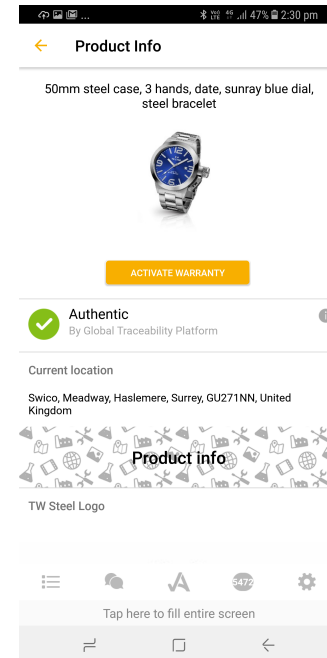 ... 47% 2:30 pm
Product Info
50mm steel case, 3 hands, date, sunray blue dial,
steel bracelet
ACTIVATE WARRANTY
Authentic
By Global Traceability Platform
Current location
Swico, Meadway, Haslemere, Surrey, GU271NN, United
Kingdom
Product info
TW Steel Logo
5472
Tap here to fill entire screen